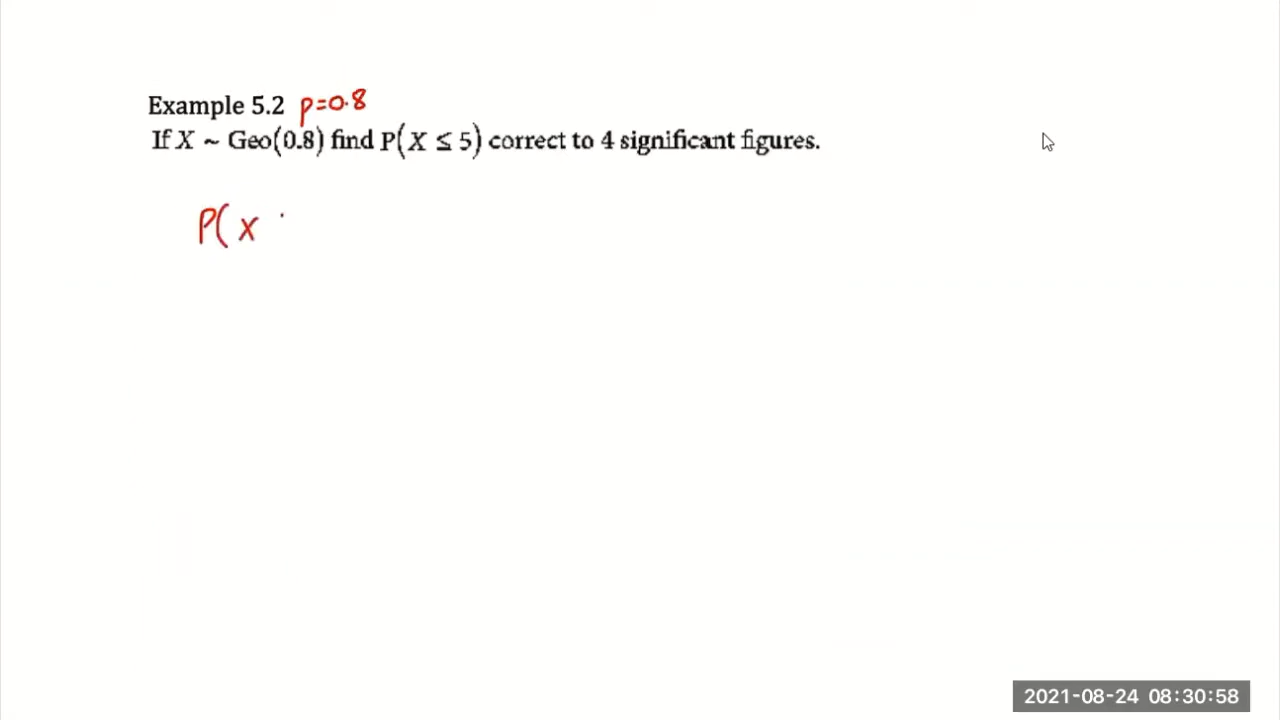 Example 5.2 p=0.8
If X ~ Geo(0.8) find P(X ≤ 5) correct to 4 significant figures.
P(X
2021-08-24 08:30:58